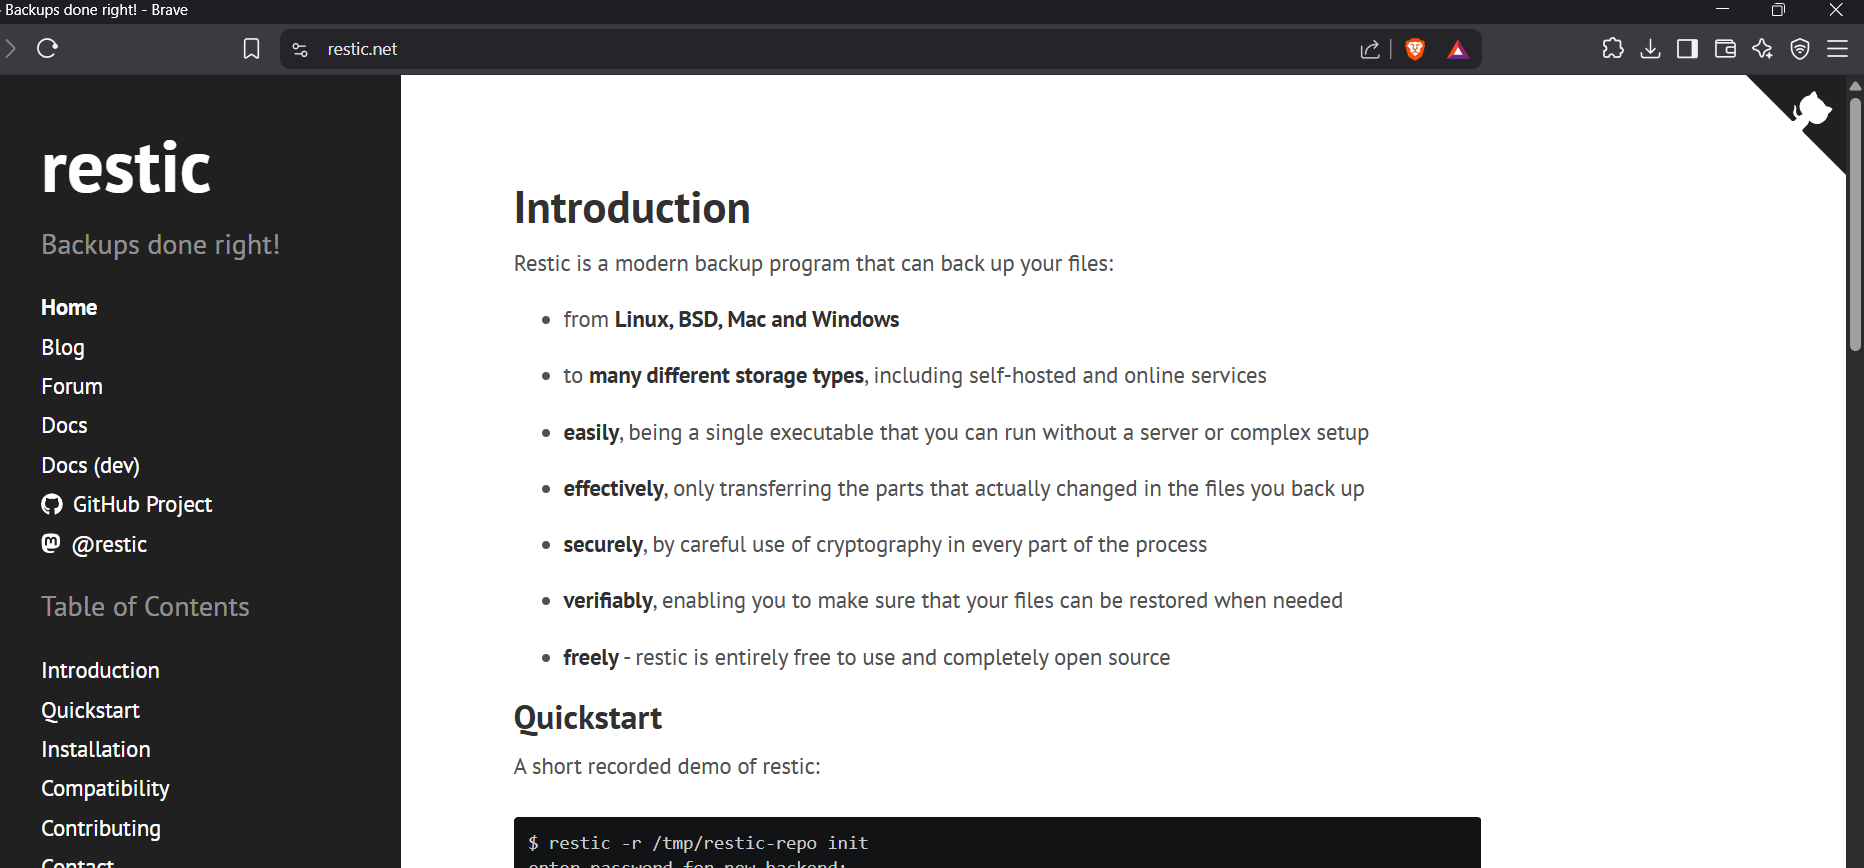 Backups done right! - Brave
restic.net
restic
Backups done right!
Home
Blog
Forum
Docs
Docs (dev)
GitHub Project
@restic
Table of Contents
Introduction
Quickstart
Installation
Compatibility
Contributing
Contact
Introduction
Restic is a modern backup program that can back up your files:
from Linux, BSD, Mac and Windows
to many different storage types, including self-hosted and online services
easily, being a single executable that you can run without a server or complex setup
effectively, only transferring the parts that actually changed in the files you back up
securely, by careful use of cryptography in every part of the process
verifiably, enabling you to make sure that your files can be restored when needed
freely - restic is entirely free to use and completely open source
Quickstart
A short recorded demo of restic:
$ restic -r /tmp/restic-repo init
enter password for new backend: